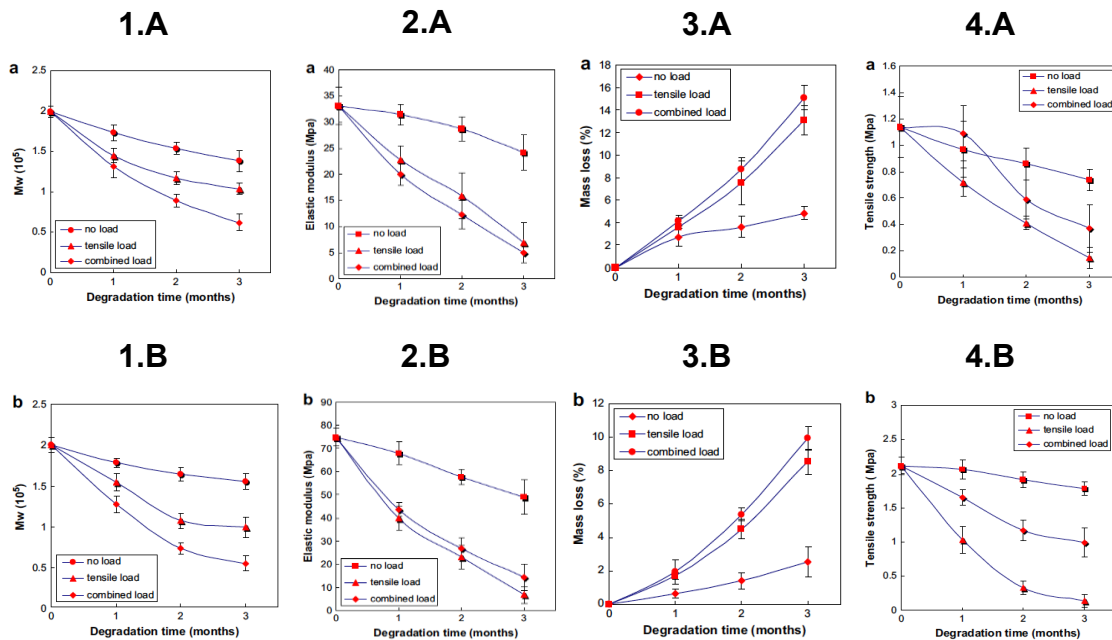 1.A
2.A
3.A
4.A
a
2.5
2
1.5
1
0.5
0
Mw (10⁵)
no load
tensile load
combined load
0 1 2 3
Degradation time (months)
a
40
35
30
25
20
15
10
5
0
Elastic modulus (Mpa)
no load
tensile load
combined load
0 1 2 3
Degradation time (months)
a
18
16
14
12
10
8
6
4
2
0
Mass loss (%)
no load
tensile load
combined load
0 1 2 3
Degradation time (months)
a
1.6
1.4
1.2
1
0.8
0.6
0.4
0.2
0
Tensile strength (Mpa)
no load
tensile load
combined load
0 1 2 3
Degradation time (months)
1.B
2.B
3.B
4.B
b
2.5
2
1.5
1
0.5
0
Mw (10⁵)
no load
tensile load
combined load
0 1 2 3
Degradation time (months)
b
90
80
70
60
50
40
30
20
10
0
Elastic modulus (Mpa)
no load
tensile load
combined load
0 1 2 3
Degradation time (months)
b
12
10
8
6
4
2
0
Mass loss (%)
no load
tensile load
combined load
0 1 2 3
Degradation time (months)
b
3
2.5
2
1.5
1
0.5
0
Tensile strength (Mpa)
no load
tensile load
combined load
0 1 2 3
Degradation time (months)